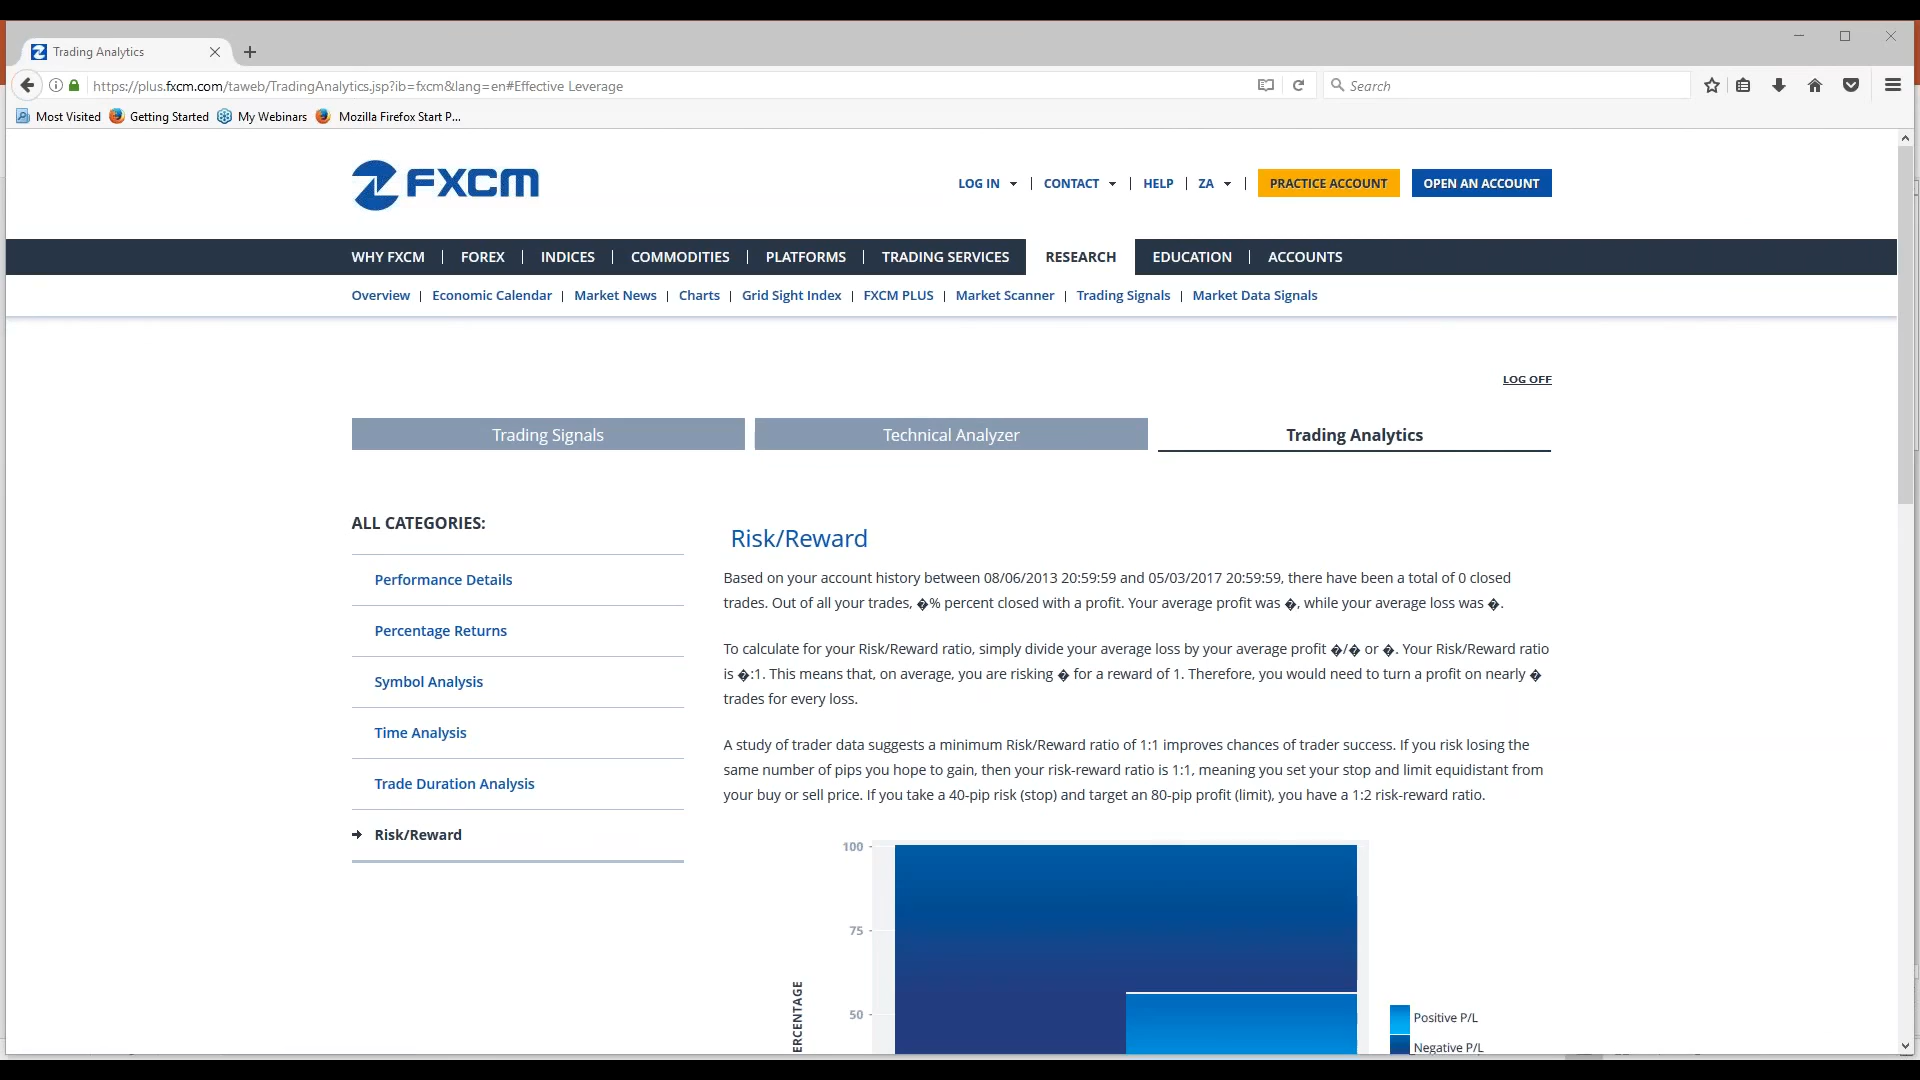 Trading Analytics
https://plus.fxcm.com/taweb/TradingAnalytics.jsp?ib=fxcm&lang=en#Effective Leverage
Search
Most Visited Getting Started My Webinars Mozilla Firefox Start P...
FXCM
LOG IN | CONTACT | HELP | ZA | PRACTICE ACCOUNT OPEN AN ACCOUNT
WHY FXCM | FOREX | INDICES | COMMODITIES | PLATFORMS | TRADING SERVICES RESEARCH EDUCATION | ACCOUNTS
Overview | Economic Calendar | Market News | Charts | Grid Sight Index | FXCM PLUS | Market Scanner | Trading Signals | Market Data Signals
LOG OFF
Trading Signals Technical Analyzer Trading Analytics
ALL CATEGORIES:
Performance Details
Percentage Returns
Symbol Analysis
Time Analysis
Trade Duration Analysis
Risk/Reward
Risk/Reward
Based on your account history between 08/06/2013 20:59:59 and 05/03/2017 20:59:59, there have been a total of 0 closed
trades. Out of all your trades, �% percent closed with a profit. Your average profit was �, while your average loss was �.
To calculate for your Risk/Reward ratio, simply divide your average loss by your average profit �/� or �. Your Risk/Reward ratio
is �:1. This means that, on average, you are risking � for a reward of 1. Therefore, you would need to turn a profit on nearly �
trades for every loss.
A study of trader data suggests a minimum Risk/Reward ratio of 1:1 improves chances of trader success. If you risk losing the
same number of pips you hope to gain, then your risk-reward ratio is 1:1, meaning you set your stop and limit equidistant from
your buy or sell price. If you take a 40-pip risk (stop) and target an 80-pip profit (limit), you have a 1:2 risk-reward ratio.
100
75
50
ERCENTAGE
Positive P/L
Negative P/L